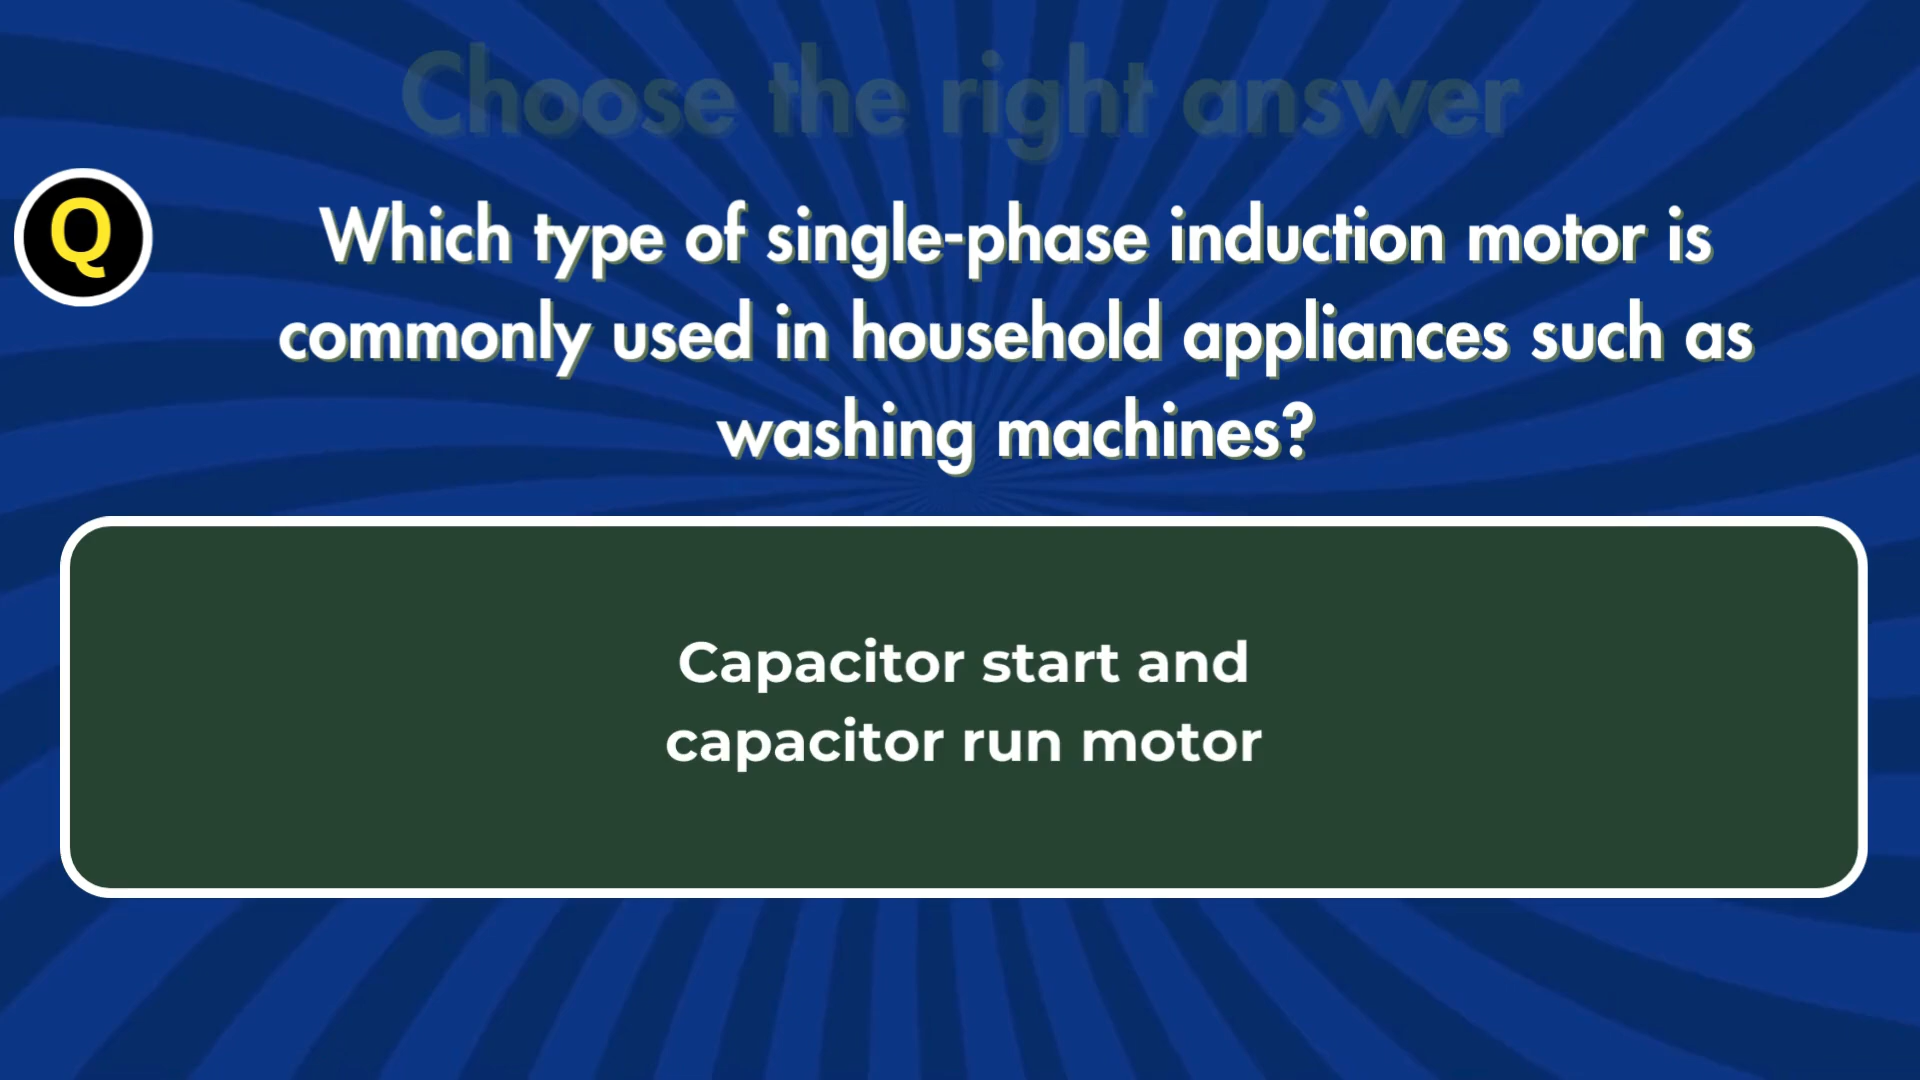 Choose the right answer
Q
Which type of single-phase induction motor is
commonly used in household appliances such as
washing machines?
Capacitor start and
capacitor run motor